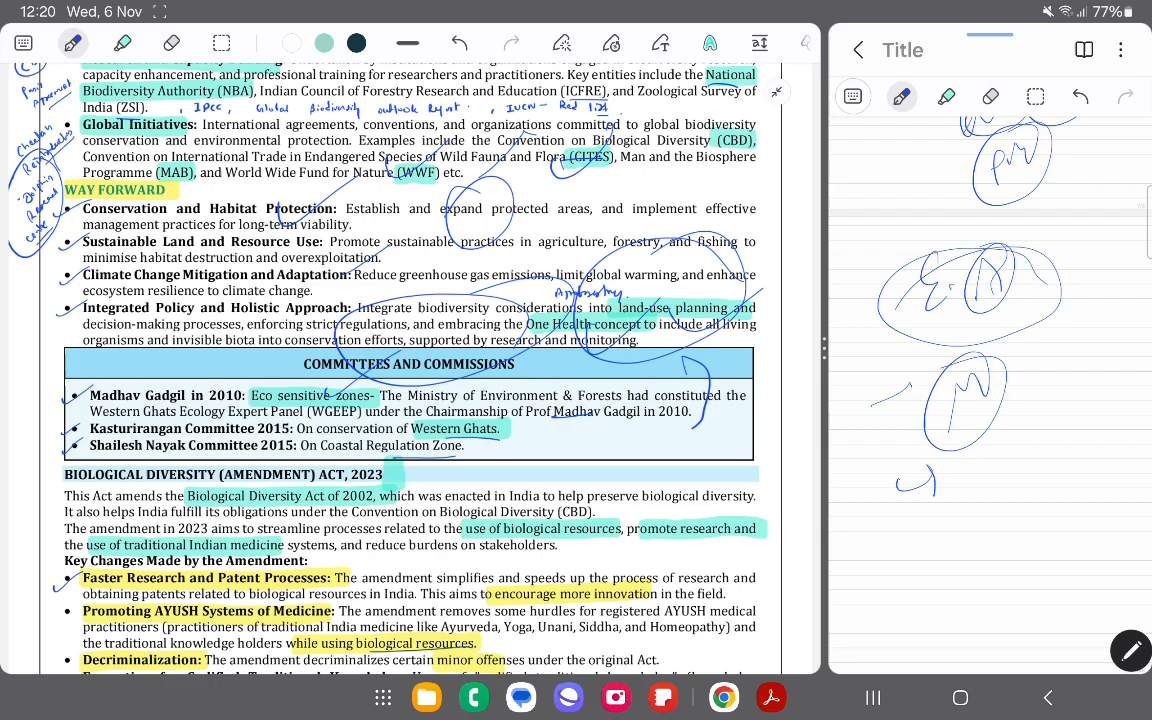 12:20 Wed, 6 Nov
77%
Title
capacity enhancement, and professional training for researchers and practitioners. Key entities include the National
Biodiversity Authority (NBA), Indian Council of Forestry Research and Education (ICFRE), and Zoological Survey of
India (ZSI). , IPCC, Global Biodiversity outlook Report , IUCN - Red list
• Global Initiatives: International agreements, conventions, and organizations committed to global biodiversity
conservation and environmental protection. Examples include the Convention on Biological Diversity (CBD),
Convention on International Trade in Endangered Species of Wild Fauna and Flora (CITES), Man and the Biosphere
Programme (MAB), and World Wide Fund for Nature (WWF) etc.
WAY FORWARD
• Conservation and Habitat Protection: Establish and expand protected areas, and implement effective
management practices for long-term viability.
• Sustainable Land and Resource Use: Promote sustainable practices in agriculture, forestry, and fishing to
minimise habitat destruction and overexploitation.
• Climate Change Mitigation and Adaptation: Reduce greenhouse gas emissions, limit global warming, and enhance
ecosystem resilience to climate change.
• Integrated Policy and Holistic Approach: Integrate biodiversity considerations into land-use planning and
decision-making processes, enforcing strict regulations, and embracing the One Health concept to include all living
organisms and invisible biota into conservation efforts, supported by research and monitoring.
COMMITTEES AND COMMISSIONS
• Madhav Gadgil in 2010: Eco sensitive zones- The Ministry of Environment & Forests had constituted the
Western Ghats Ecology Expert Panel (WGEEP) under the Chairmanship of Prof Madhav Gadgil in 2010.
• Kasturirangan Committee 2015: On conservation of Western Ghats.
• Shailesh Nayak Committee 2015: On Coastal Regulation Zone.
BIOLOGICAL DIVERSITY (AMENDMENT) ACT, 2023
This Act amends the Biological Diversity Act of 2002, which was enacted in India to help preserve biological diversity.
It also helps India fulfill its obligations under the Convention on Biological Diversity (CBD).
The amendment in 2023 aims to streamline processes related to the use of biological resources, promote research and
the use of traditional Indian medicine systems, and reduce burdens on stakeholders.
Key Changes Made by the Amendment:
• Faster Research and Patent Processes: The amendment simplifies and speeds up the process of research and
obtaining patents related to biological resources in India. This aims to encourage more innovation in the field.
• Promoting AYUSH Systems of Medicine: The amendment removes some hurdles for registered AYUSH medical
practitioners (practitioners of traditional India medicine like Ayurveda, Yoga, Unani, Siddha, and Homeopathy) and
the traditional knowledge holders while using biological resources.
• Decriminalization: The amendment decriminalizes certain minor offenses under the original Act.